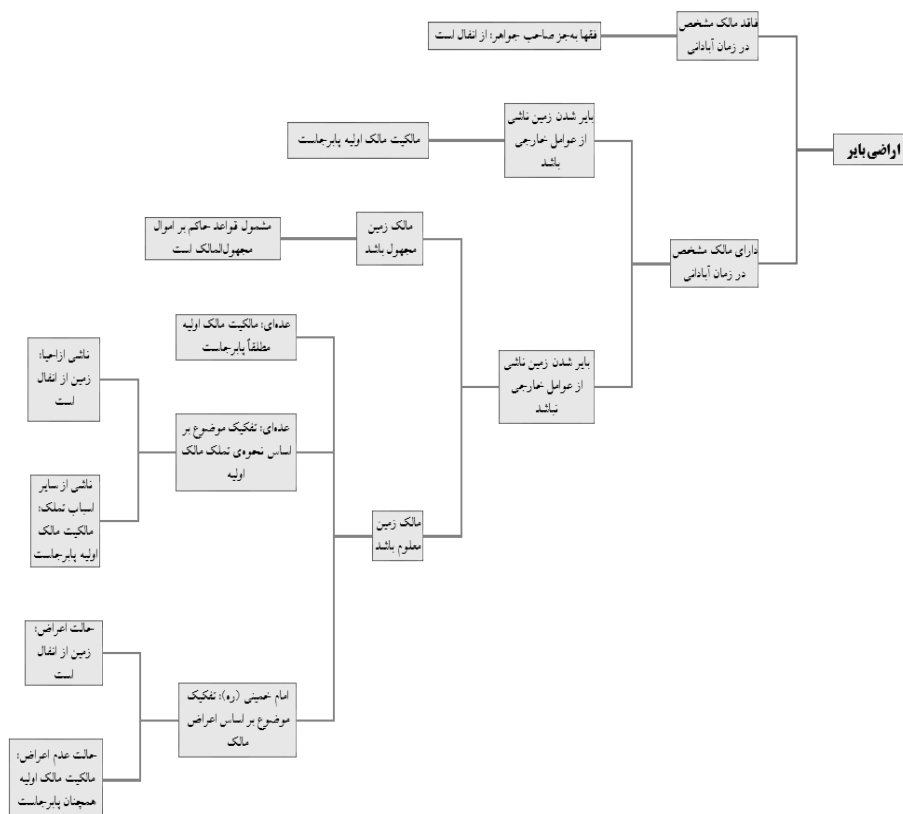 اراضی بایر
فاقد مالک مشخص
در زمان آبادانی
فقها به‌جز صاحب جواهر: از انفال است
دارای مالک مشخص
در زمان آبادانی
بایر شدن زمین ناشی
از عوامل خارجی
باشد
مالکیت مالک اولیه پابرجاست
بایر شدن زمین ناشی
از عوامل خارجی
نباشد
مالک زمین
مجهول باشد
مشمول قواعد حاکم بر اموال
مجهول‌المالک است
مالک زمین
معلوم باشد
عده‌ای: مالکیت مالک اولیه
مطلقاً پابرجاست
عده‌ای: تفکیک موضوع بر
اساس نحوه‌ی تملک مالک
اولیه
ناشی ازاحیا:
زمین از انفال
است
ناشی از سایر
اسباب تملک:
مالکیت مالک
اولیه پابرجاست
امام خمینی (ره): تفکیک
موضوع بر اساس اعراض
مالک
حالت اعراض:
زمین از انفال
است
حالت عدم اعراض:
مالکیت مالک اولیه
همچنان پابرجاست